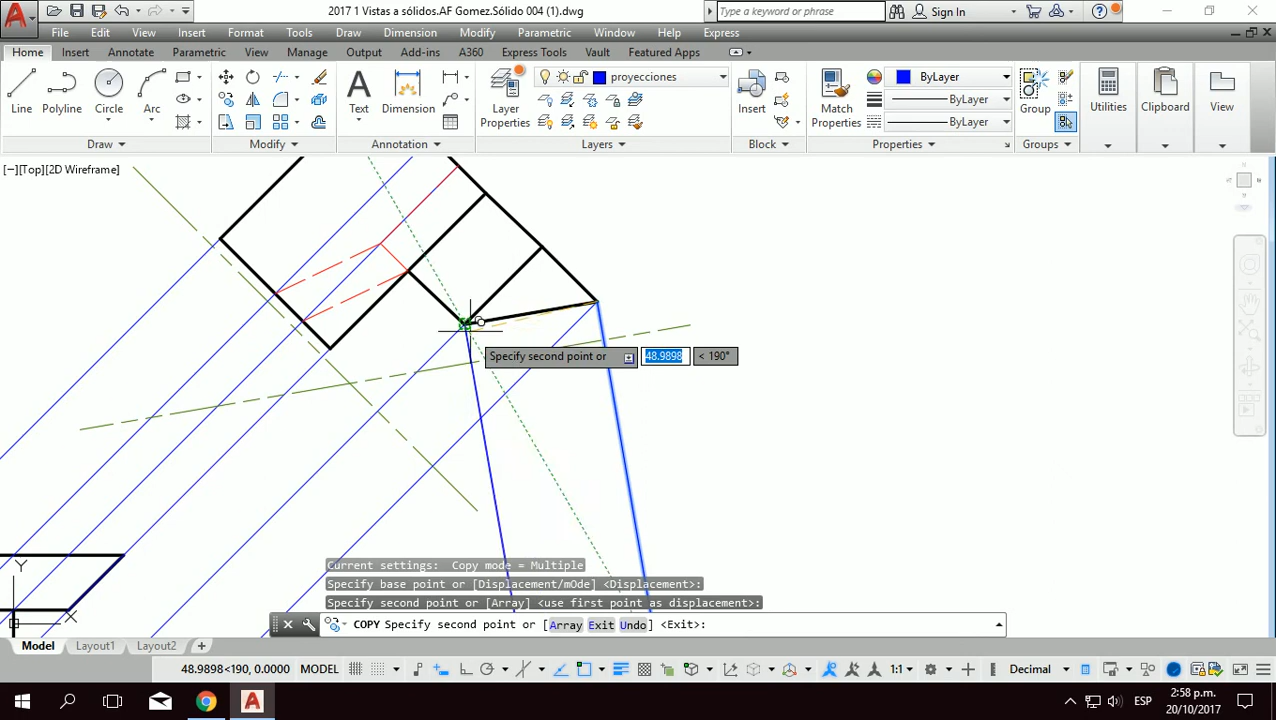 2017 1 Vistas a sólidos.AF Gomez.Sólido 004 (1).dwg
Type a keyword or phrase
Sign In
File Edit View Insert Format Tools Draw Dimension Modify Parametric Window Help Express
Home Insert Annotate Parametric View Manage Output Add-ins A360 Express Tools Vault Featured Apps
Line Polyline Circle Arc
Text Dimension
Layer Properties
proyecciones
Insert
Match Properties
ByLayer
ByLayer
ByLayer
Group
Utilities
Clipboard
View
Draw Modify Annotation Layers Block Properties Groups
[−][Top][2D Wireframe]
Specify second point or 48.9898 < 190°
Y
X
Current settings: Copy mode = Multiple
Specify base point or [Displacement/mOde] <Displacement>:
Specify second point or [Array] <use first point as displacement>:
COPY Specify second point or [Array Exit Undo] <Exit>:
Model Layout1 Layout2 +
48.9898<190, 0.0000 MODEL 1:1 Decimal
ESP
2:58 p.m.
20/10/2017